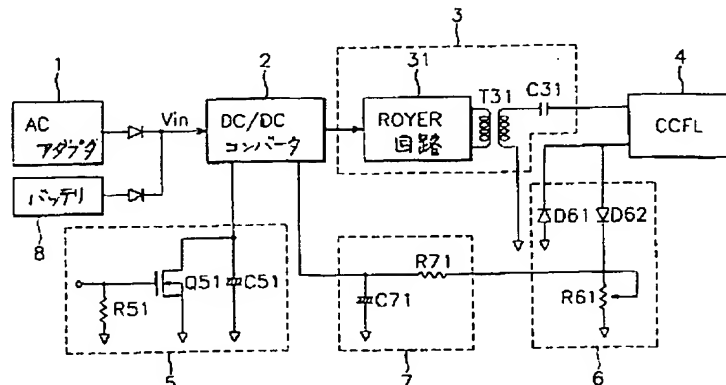 1
AC
アダプタ
バッテリ
8
Vin
2
DC/DC
コンバータ
3
31
ROYER
回路
T31
C31
4
CCFL
R51
Q51
C51
5
C71
R71
7
D61
D62
R61
6